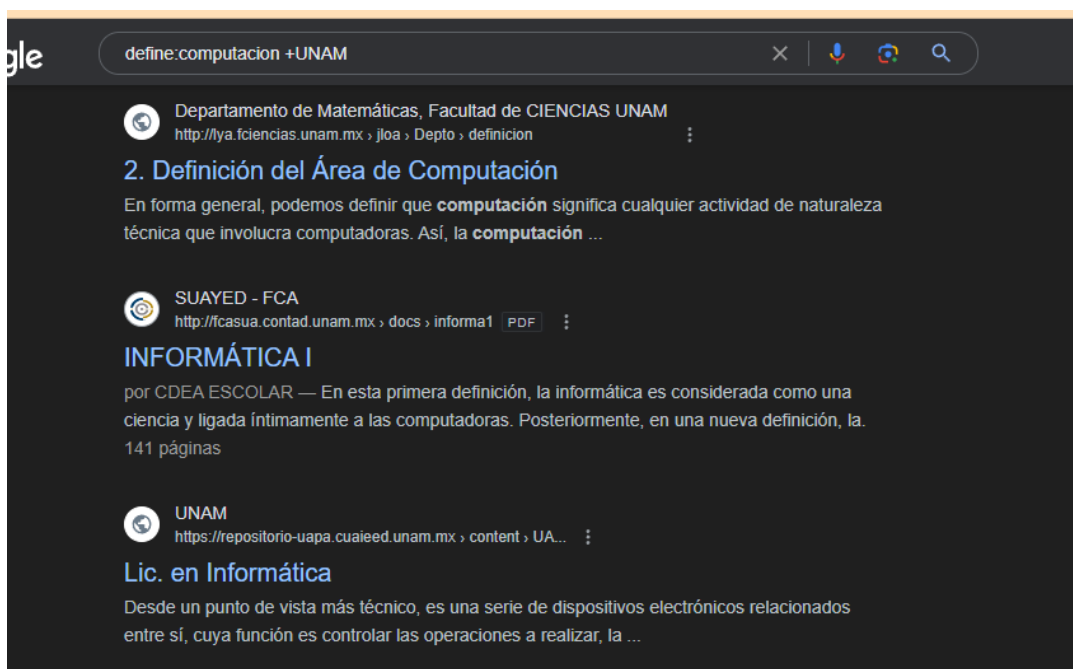 gle
define:computacion +UNAM
Departamento de Matemáticas, Facultad de CIENCIAS UNAM
http://lya.fciencias.unam.mx › jloa › Depto › definicion
2. Definición del Área de Computación
En forma general, podemos definir que computación significa cualquier actividad de naturaleza
técnica que involucra computadoras. Así, la computación ...
SUAYED - FCA
http://fcasua.contad.unam.mx › docs › informa1 PDF
INFORMÁTICA I
por CDEA ESCOLAR — En esta primera definición, la informática es considerada como una
ciencia y ligada íntimamente a las computadoras. Posteriormente, en una nueva definición, la.
141 páginas
UNAM
https://repositorio-uapa.cuaieed.unam.mx › content › UA...
Lic. en Informática
Desde un punto de vista más técnico, es una serie de dispositivos electrónicos relacionados
entre sí, cuya función es controlar las operaciones a realizar, la ...